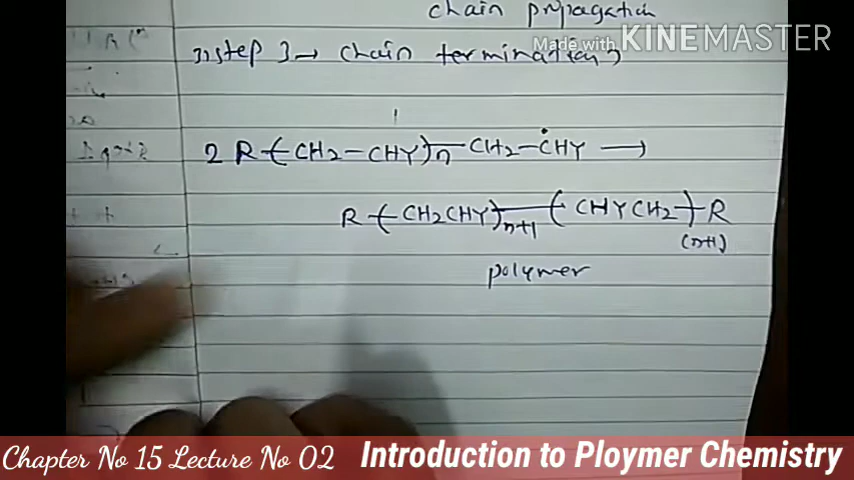 chain propagation
Made with KINEMASTER
3) step 3 → chain termination →
2 R-(CH2-CHY)n-CH2-ĊHY →
R-(CH2CHY)n+1-(CHYCH2)-R
(n+1)
polymer
Chapter No 15 Lecture No 02 Introduction to Ploymer Chemistry